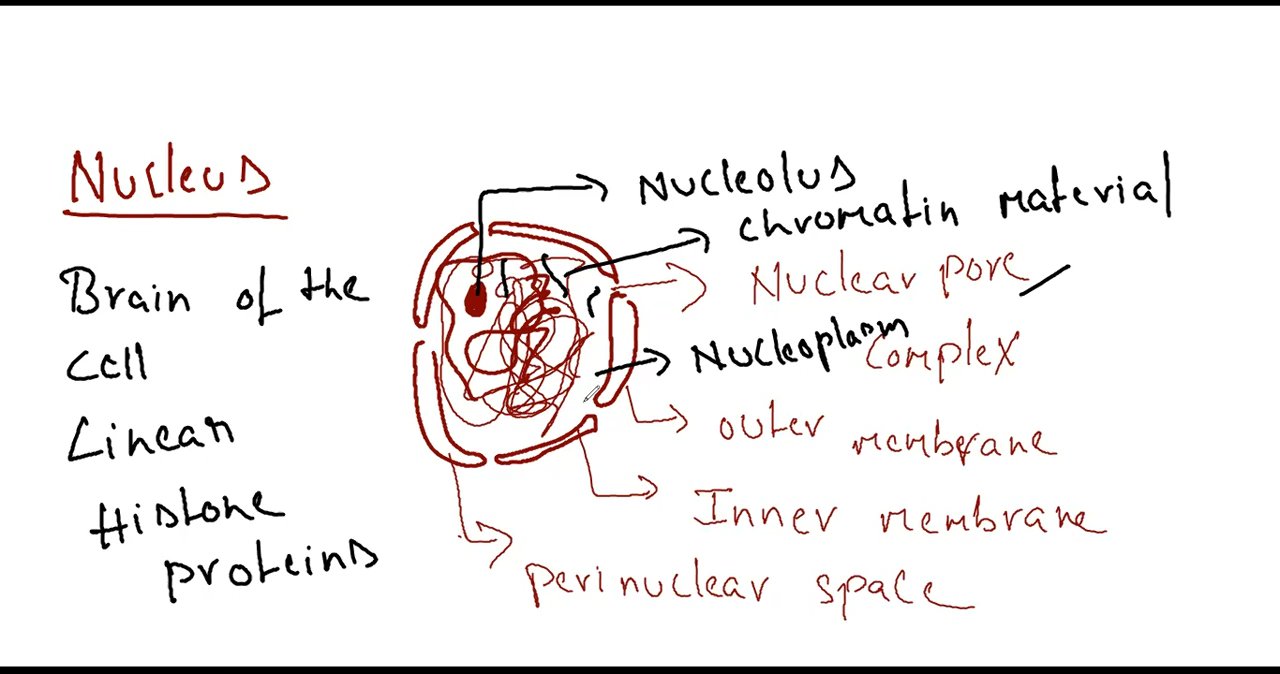 Nucleus
Brain of the
Cell
Linear
Histone
proteins
Nucleolus
chromatin material
Nuclear pore
Complex
Nucleoplasm
outer membrane
Inner membrane
perinuclear space